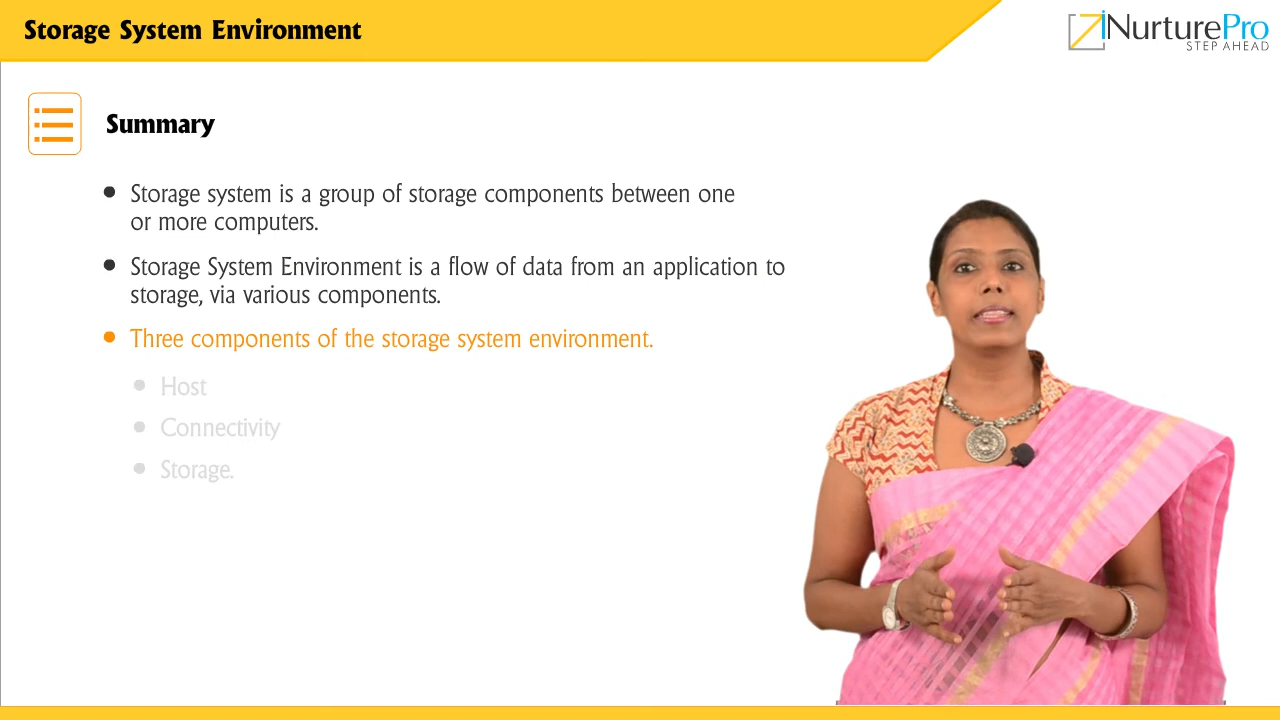 Storage System Environment
iNurturePro
STEP AHEAD
Summary
Storage system is a group of storage components between one
or more computers.
Storage System Environment is a flow of data from an application to
storage, via various components.
Three components of the storage system environment.
Host
Connectivity
Storage.